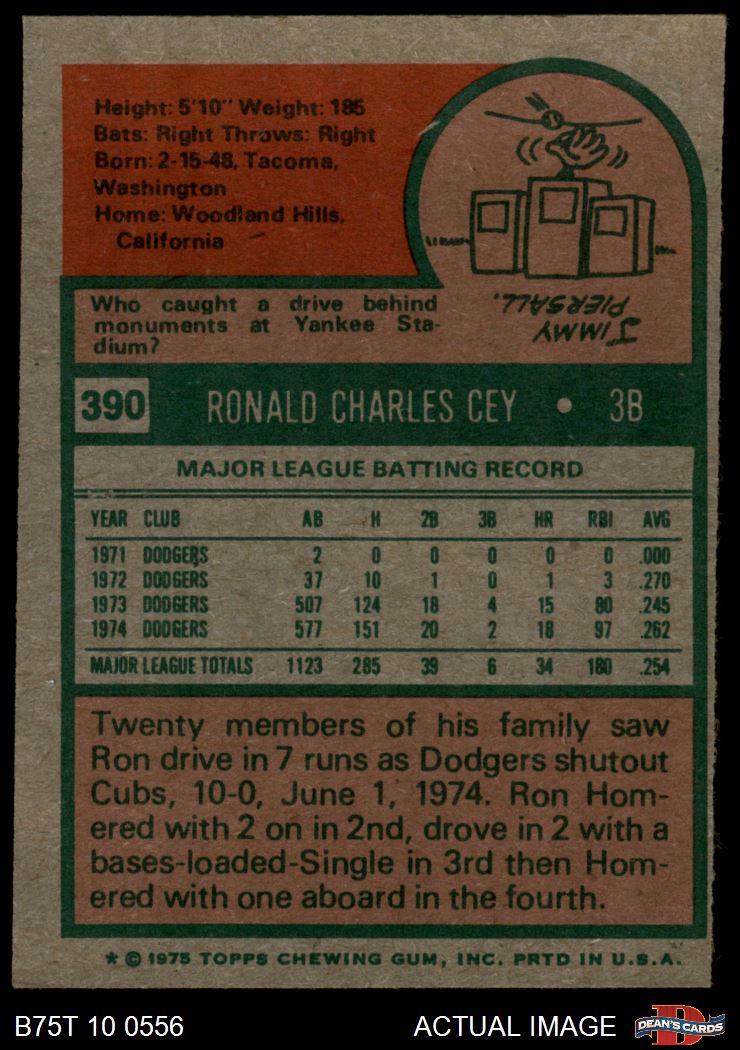 Height: 5'10" Weight: 185
Bats: Right Throws: Right
Born: 2-15-48, Tacoma,
Washington
Home: Woodland Hills,
California
Who caught a drive behind
monuments at Yankee Sta-
dium?
JIMMY
PIERSALL.
390 RONALD CHARLES CEY • 3B
MAJOR LEAGUE BATTING RECORD
YEAR CLUB AB H 2B 3B HR RBI AVG
1971 DODGERS 2 0 0 0 0 0 .000
1972 DODGERS 37 10 1 0 1 3 .270
1973 DODGERS 507 124 18 4 15 80 .245
1974 DODGERS 577 151 20 2 18 97 .262
MAJOR LEAGUE TOTALS 1123 285 39 6 34 180 .254
Twenty members of his family saw
Ron drive in 7 runs as Dodgers shutout
Cubs, 10-0, June 1, 1974. Ron Hom-
ered with 2 on in 2nd, drove in 2 with a
bases-loaded-Single in 3rd then Hom-
ered with one aboard in the fourth.
* © 1975 TOPPS CHEWING GUM, INC. PRTD IN U.S.A.
B75T 10 0556 ACTUAL IMAGE D DEAN'S CARDS